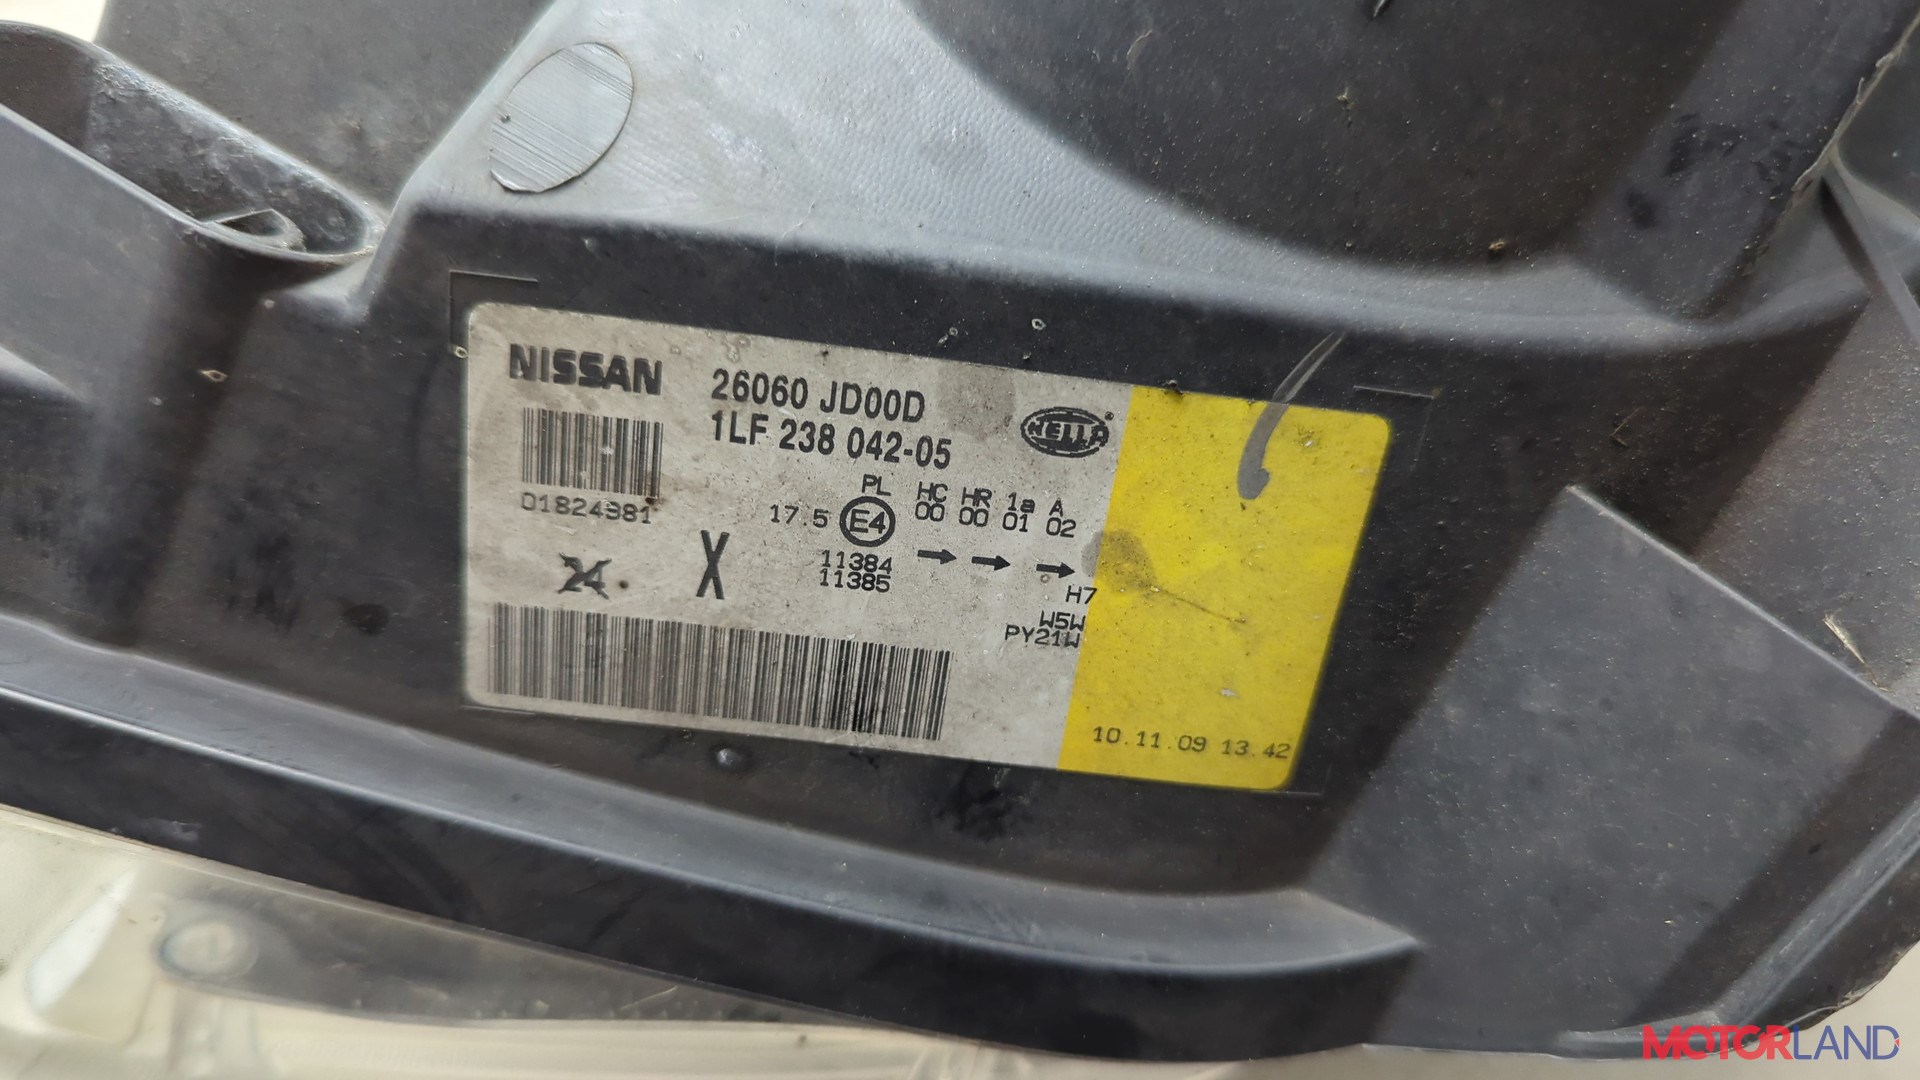 NISSAN
26060 JD00D
1LF 238 042-05
HELLA
01824381
PL HC HR 1a A
17.5 E4 00 00 01 02
11384
11385
24.
X
H7
W5W
PY21W
10.11.09 13.42
MOTORLAND